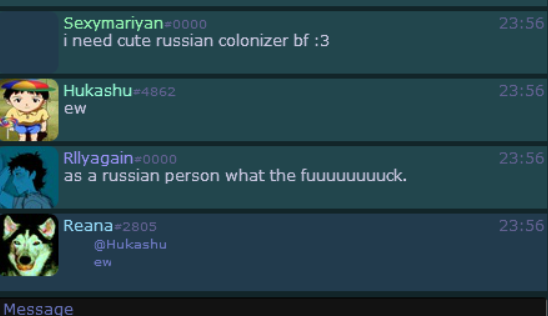 Sexymariyan#0000 23:56
i need cute russian colonizer bf :3
Hukashu#4862 23:56
ew
Rllyagain#0000 23:56
as a russian person what the fuuuuuuuuck.
Reana#2805 23:56
@Hukashu
ew
Message